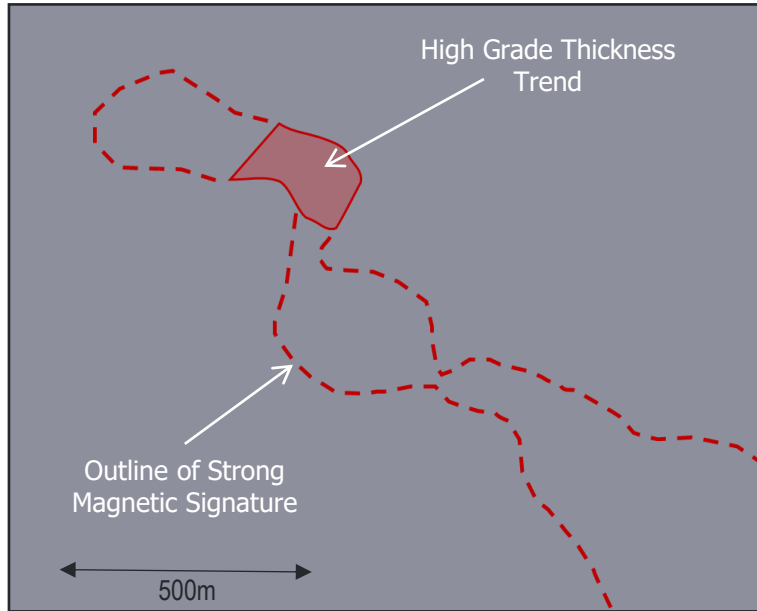 High Grade Thickness
Trend
Outline of Strong
Magnetic Signature
500m